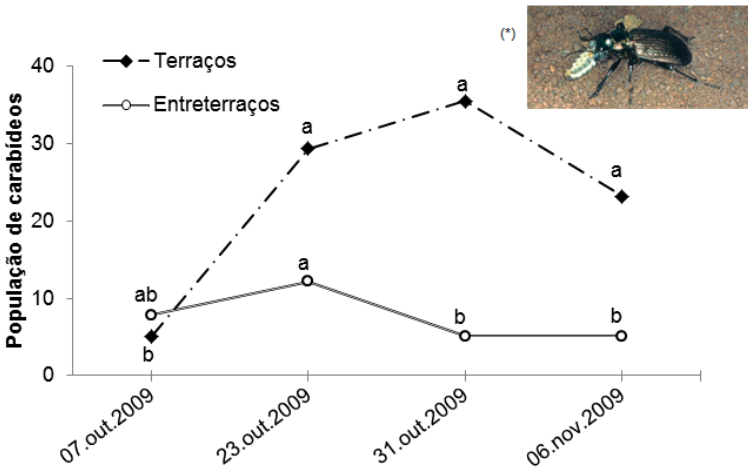 (*)
40
Terraços
Entreterraços
30
20
10
0
População de carabídeos
a
a
a
ab
a
b
b
b
07.out.2009
23.out.2009
31.out.2009
06.nov.2009